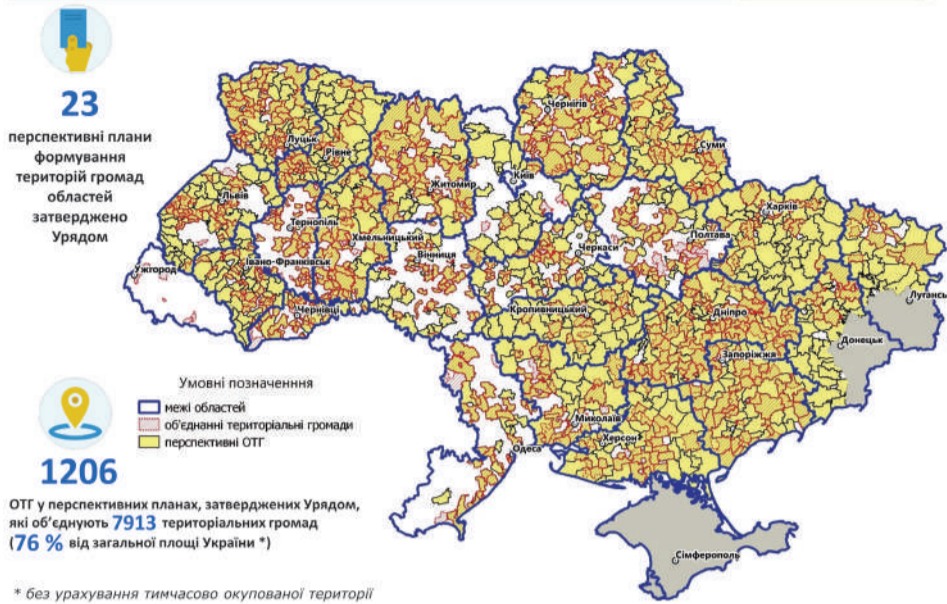 23
перспективні плани
формування
територій громад
областей
затверджено
Урядом
Чернігів
Луцьк
Рівне
Суми
Київ
Житомир
Львів
Харків
Тернопіль
Хмельницький
Полтава
Вінниця
Черкаси
Івано-Франківськ
Ужгород
Луганськ
Чернівці
Кропивницький
Дніпро
Донецьк
Запоріжжя
Миколаїв
Херсон
Одеса
Сімферополь
Умовні позначенння
межі областей
об'єднанні територіальні громади
перспективні ОТГ
1206
ОТГ у перспективних планах, затверджених Урядом,
які об'єднують 7913 територіальних громад
(76 % від загальної площі України *)
* без урахування тимчасово окупованої території